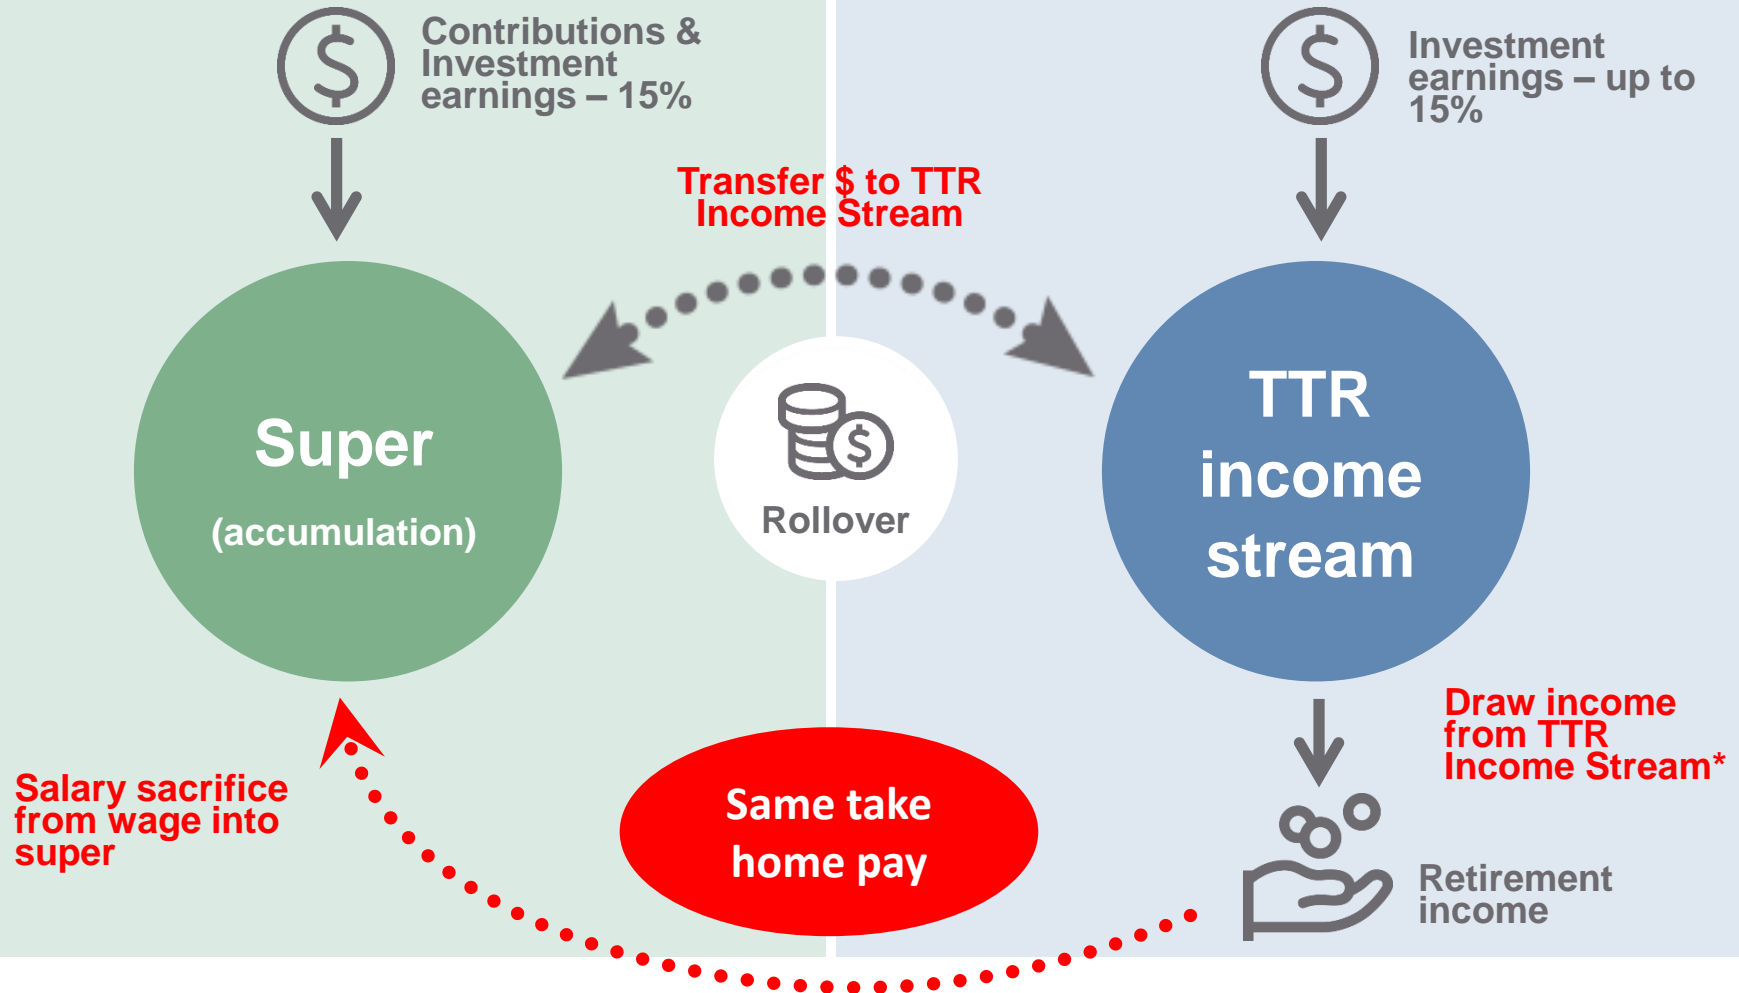 Contributions &
Investment
earnings – 15%
Investment
earnings – up to
15%
Transfer $ to TTR
Income Stream
Super
(accumulation)
$
Rollover
TTR
income
stream
Salary sacrifice
from wage into
super
Same take
home pay
Draw income
from TTR
Income Stream*
Retirement
income